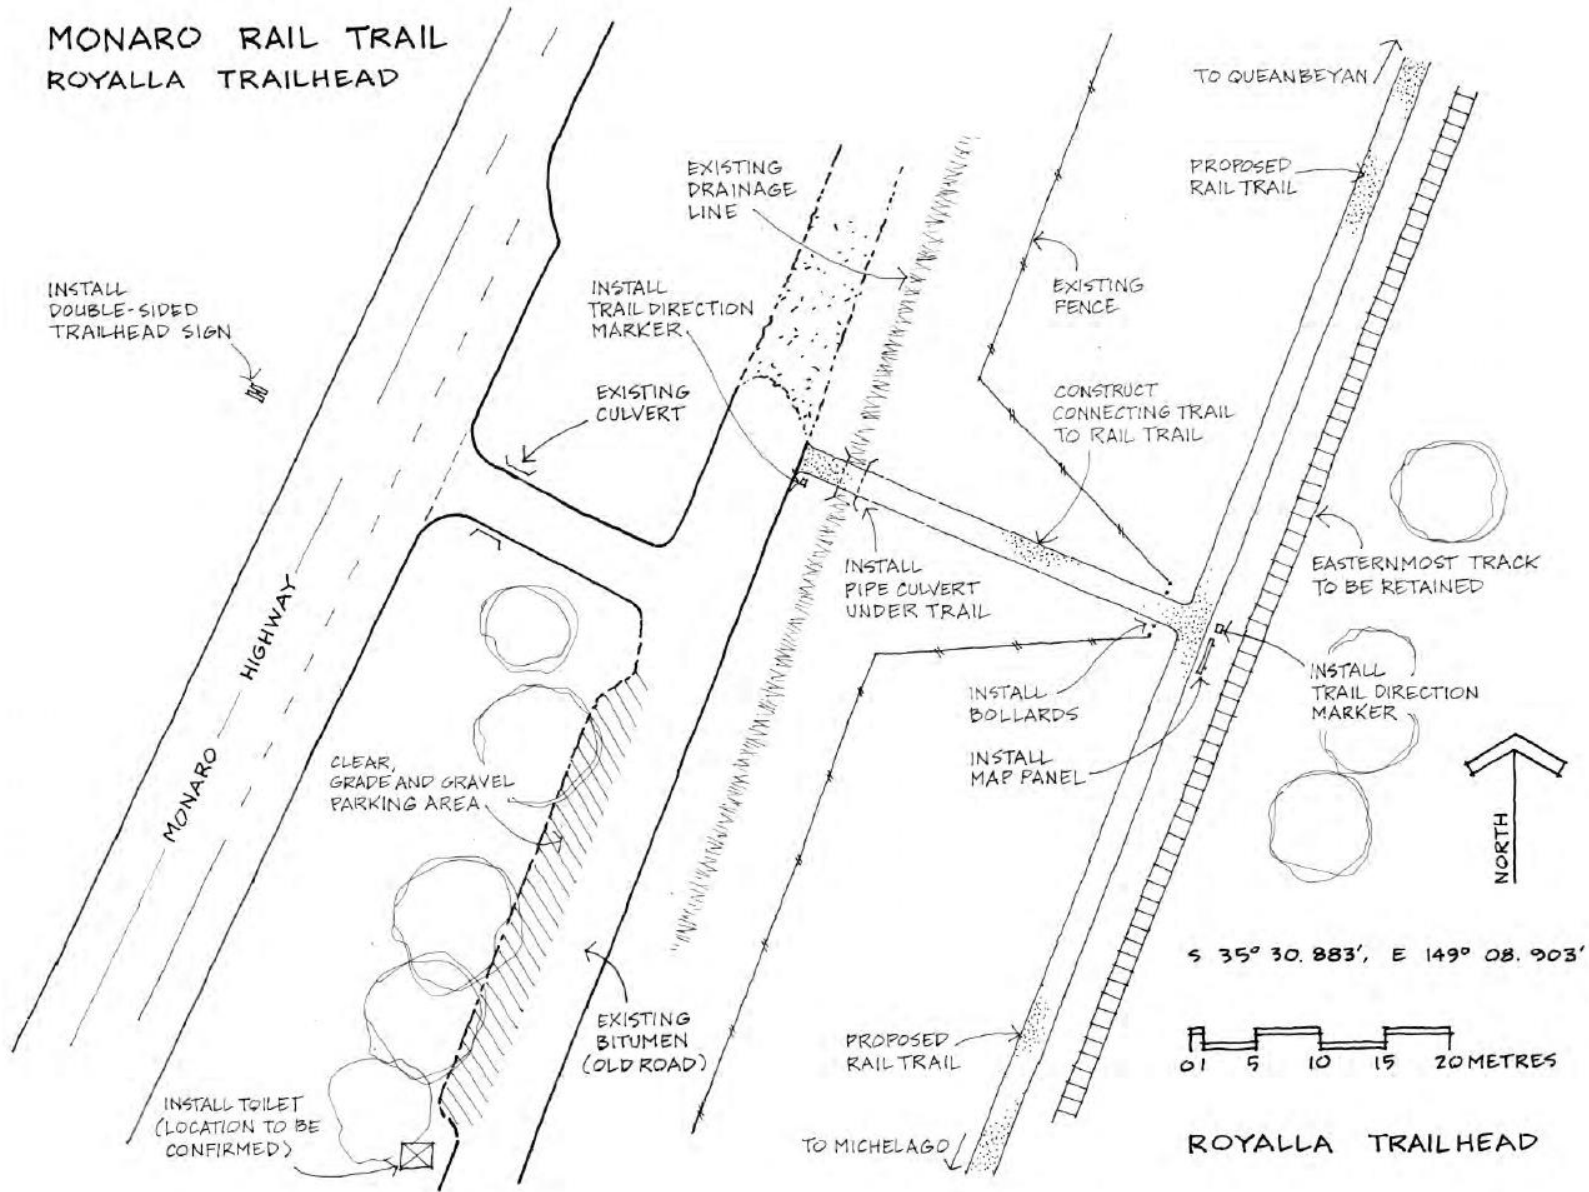 MONARO RAIL TRAIL
ROYALLA TRAILHEAD
TO QUEANBEYAN
EXISTING
DRAINAGE
LINE
PROPOSED
RAIL TRAIL
INSTALL
DOUBLE-SIDED
TRAILHEAD SIGN
INSTALL
TRAIL DIRECTION
MARKER
EXISTING
FENCE
EXISTING
CULVERT
CONSTRUCT
CONNECTING TRAIL
TO RAIL TRAIL
INSTALL
PIPE CULVERT
UNDER TRAIL
EASTERNMOST TRACK
TO BE RETAINED
MONARO HIGHWAY
INSTALL
BOLLARDS
INSTALL
TRAIL DIRECTION
MARKER
INSTALL
MAP PANEL
CLEAR,
GRADE AND GRAVEL
PARKING AREA
NORTH
S 35° 30.883', E 149° 08.903'
EXISTING
BITUMEN
(OLD ROAD)
PROPOSED
RAIL TRAIL
0 1 5 10 15 20 METRES
INSTALL TOILET
(LOCATION TO BE
CONFIRMED)
TO MICHELAGO
ROYALLA TRAILHEAD